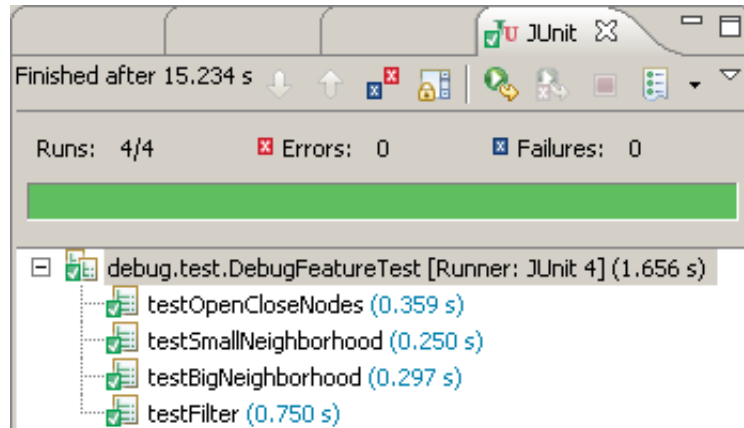 JU JUnit
Finished after 15.234 s
Runs: 4/4 Errors: 0 Failures: 0
debug.test.DebugFeatureTest [Runner: JUnit 4] (1.656 s)
testOpenCloseNodes (0.359 s)
testSmallNeighborhood (0.250 s)
testBigNeighborhood (0.297 s)
testFilter (0.750 s)